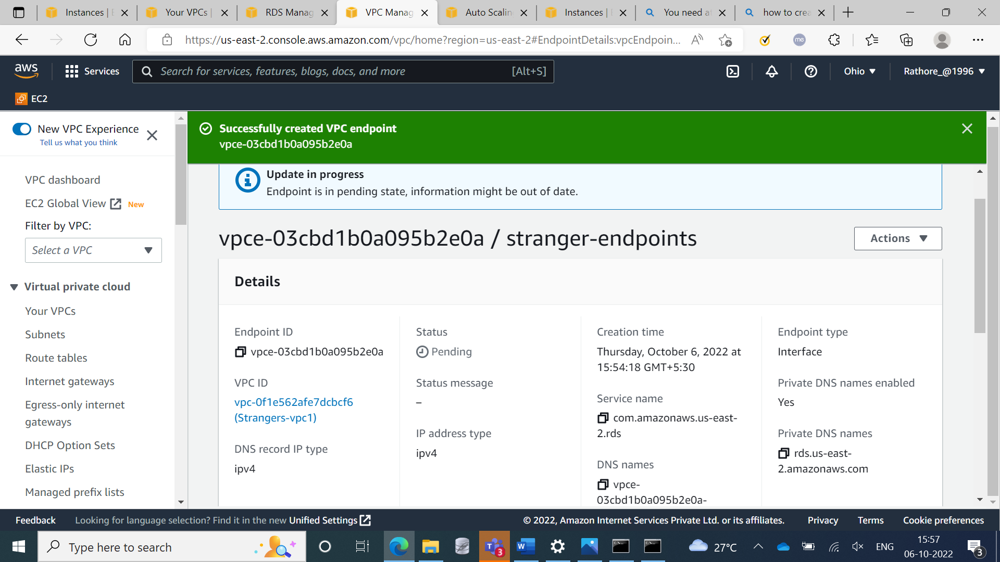 Instances | E
Your VPCs |
RDS Manag
VPC Manag
Auto Scaling
Instances |
You need at
how to crea
https://us-east-2.console.aws.amazon.com/vpc/home?region=us-east-2#EndpointDetails:vpcEndpoin...
me
aws
Services
Search for services, features, blogs, docs, and more
[Alt+S]
Ohio
Rathore_@1996
EC2
New VPC Experience
Tell us what you think
Successfully created VPC endpoint
vpce-03cbd1b0a095b2e0a
VPC dashboard
EC2 Global View New
Filter by VPC:
Select a VPC
Virtual private cloud
Your VPCs
Subnets
Route tables
Internet gateways
Egress-only internet
gateways
DHCP Option Sets
Elastic IPs
Managed prefix lists
Update in progress
Endpoint is in pending state, information might be out of date.
vpce-03cbd1b0a095b2e0a / stranger-endpoints
Actions
Details
Endpoint ID
vpce-03cbd1b0a095b2e0a
VPC ID
vpc-0f1e562afe7dcbcf6
(Strangers-vpc1)
DNS record IP type
ipv4
Status
Pending
Status message
–
IP address type
ipv4
Creation time
Thursday, October 6, 2022 at
15:54:18 GMT+5:30
Service name
com.amazonaws.us-east-
2.rds
DNS names
vpce-
03cbd1b0a095b2e0a-
Endpoint type
Interface
Private DNS names enabled
Yes
Private DNS names
rds.us-east-
2.amazonaws.com
Feedback
Looking for language selection? Find it in the new Unified Settings
© 2022, Amazon Internet Services Private Ltd. or its affiliates.
Privacy
Terms
Cookie preferences
Type here to search
T
3
W
27°C
ENG
15:57
06-10-2022
3